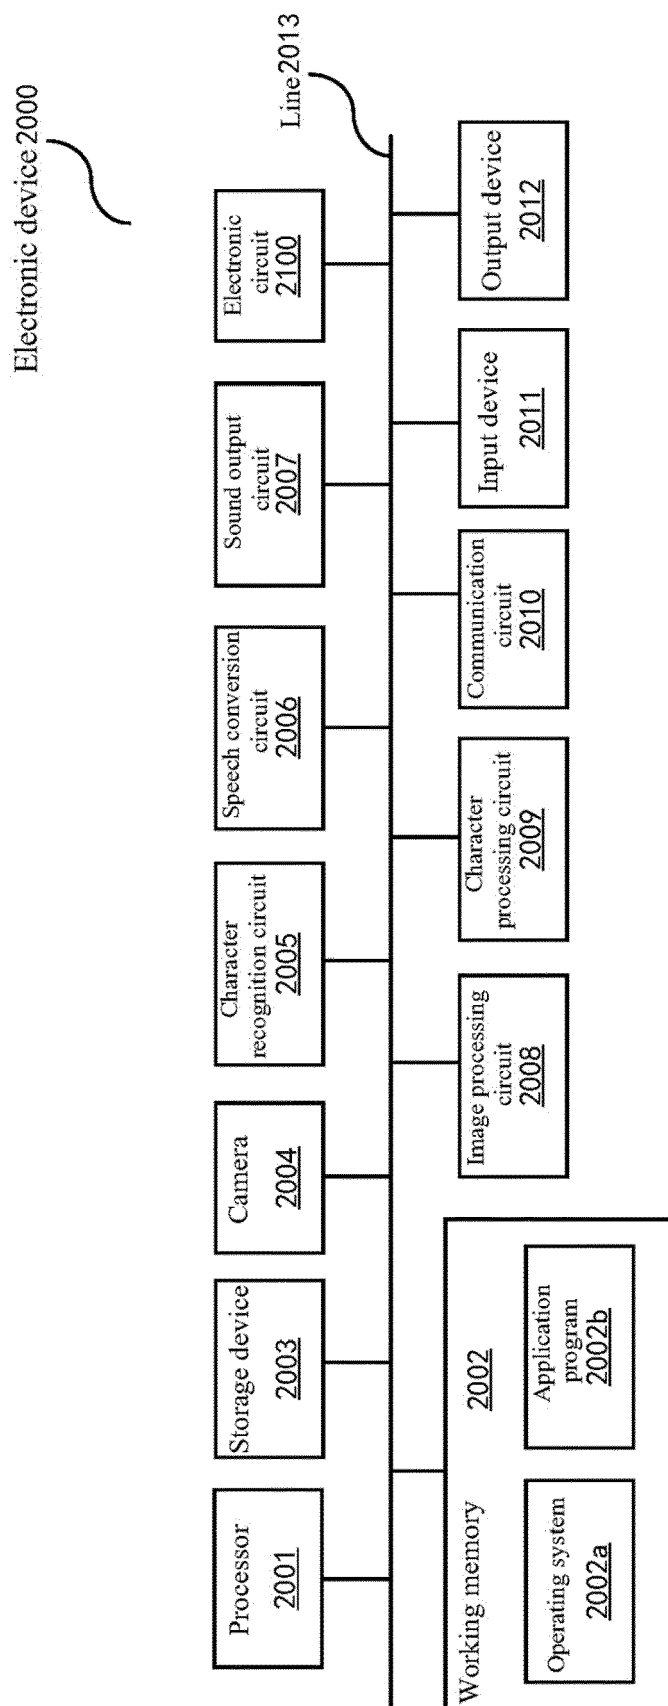 Electronic device 2000
Line 2013
Processor
2001
Storage device
2003
Camera
2004
Character
recognition circuit
2005
Speech conversion
circuit
2006
Sound output
circuit
2007
Electronic
circuit
2100
Working memory 2002
Operating system
2002a
Application
program
2002b
Image processing
circuit
2008
Character
processing circuit
2009
Communication
circuit
2010
Input device
2011
Output device
2012